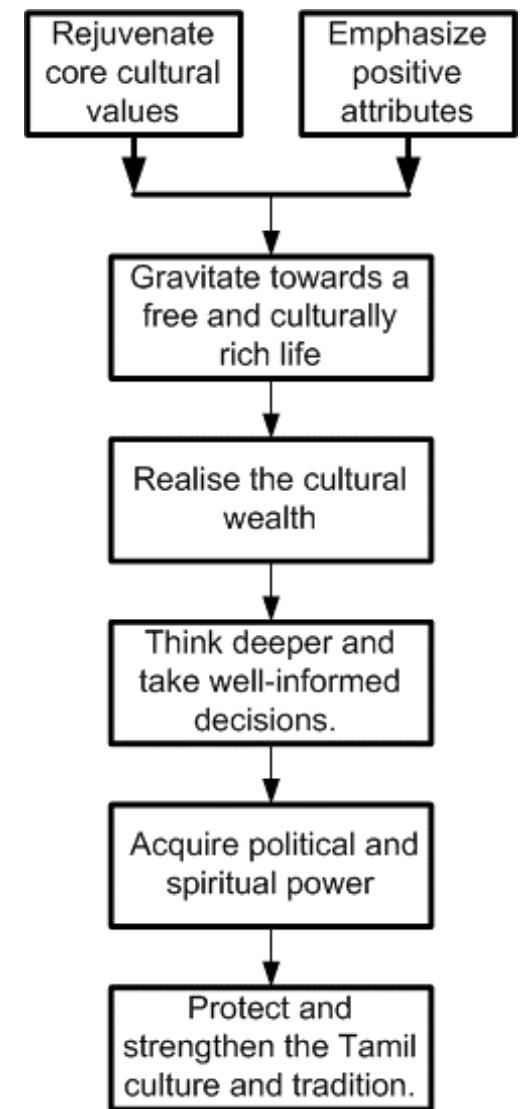 Rejuvenate
core cultural
values
Emphasize
positive
attributes
Gravitate towards a
free and culturally
rich life
Realise the cultural
wealth
Think deeper and
take well-informed
decisions.
Acquire political and
spiritual power
Protect and
strengthen the Tamil
culture and tradition.